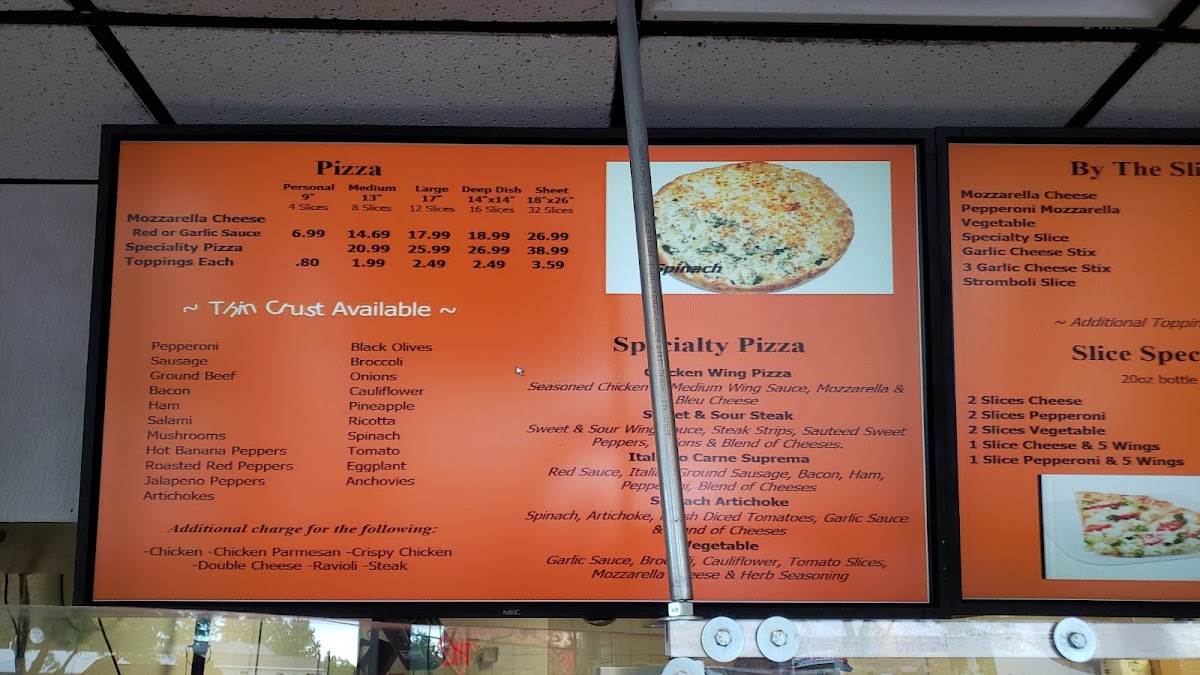 Pizza
Personal Medium Large Deep Dish Sheet
9" 13" 17" 14"x14" 18"x26"
4 Slices 8 Slices 12 Slices 16 Slices 32 Slices
Mozzarella Cheese
Red or Garlic Sauce 6.99 14.69 17.99 18.99 26.99
Speciality Pizza 20.99 25.99 26.99 38.99
Toppings Each .80 1.99 2.49 2.49 3.59
~ Thin Crust Available ~
Pepperoni
Sausage
Ground Beef
Bacon
Ham
Salami
Mushrooms
Hot Banana Peppers
Roasted Red Peppers
Jalapeno Peppers
Artichokes
Black Olives
Broccoli
Onions
Cauliflower
Pineapple
Ricotta
Spinach
Tomato
Eggplant
Anchovies
Additional charge for the following:
-Chicken -Chicken Parmesan -Crispy Chicken
-Double Cheese -Ravioli -Steak
Spinach
Specialty Pizza
Chicken Wing Pizza
Seasoned Chicken Medium Wing Sauce, Mozzarella &
Bleu Cheese
Sweet & Sour Steak
Sweet & Sour Wing Sauce, Steak Strips, Sauteed Sweet
Peppers, Onions & Blend of Cheeses.
Italiano Carne Suprema
Red Sauce, Italian Ground Sausage, Bacon, Ham,
Pepperoni, Blend of Cheeses
Spinach Artichoke
Spinach, Artichoke, Fresh Diced Tomatoes, Garlic Sauce
& Blend of Cheeses
Vegetable
Garlic Sauce, Broccoli, Cauliflower, Tomato Slices,
Mozzarella Cheese & Herb Seasoning
NEC
By The Sli
Mozzarella Cheese
Pepperoni Mozzarella
Vegetable
Specialty Slice
Garlic Cheese Stix
3 Garlic Cheese Stix
Stromboli Slice
~ Additional Toppin
Slice Spec
20oz bottle
2 Slices Cheese
2 Slices Pepperoni
2 Slices Vegetable
1 Slice Cheese & 5 Wings
1 Slice Pepperoni & 5 Wings